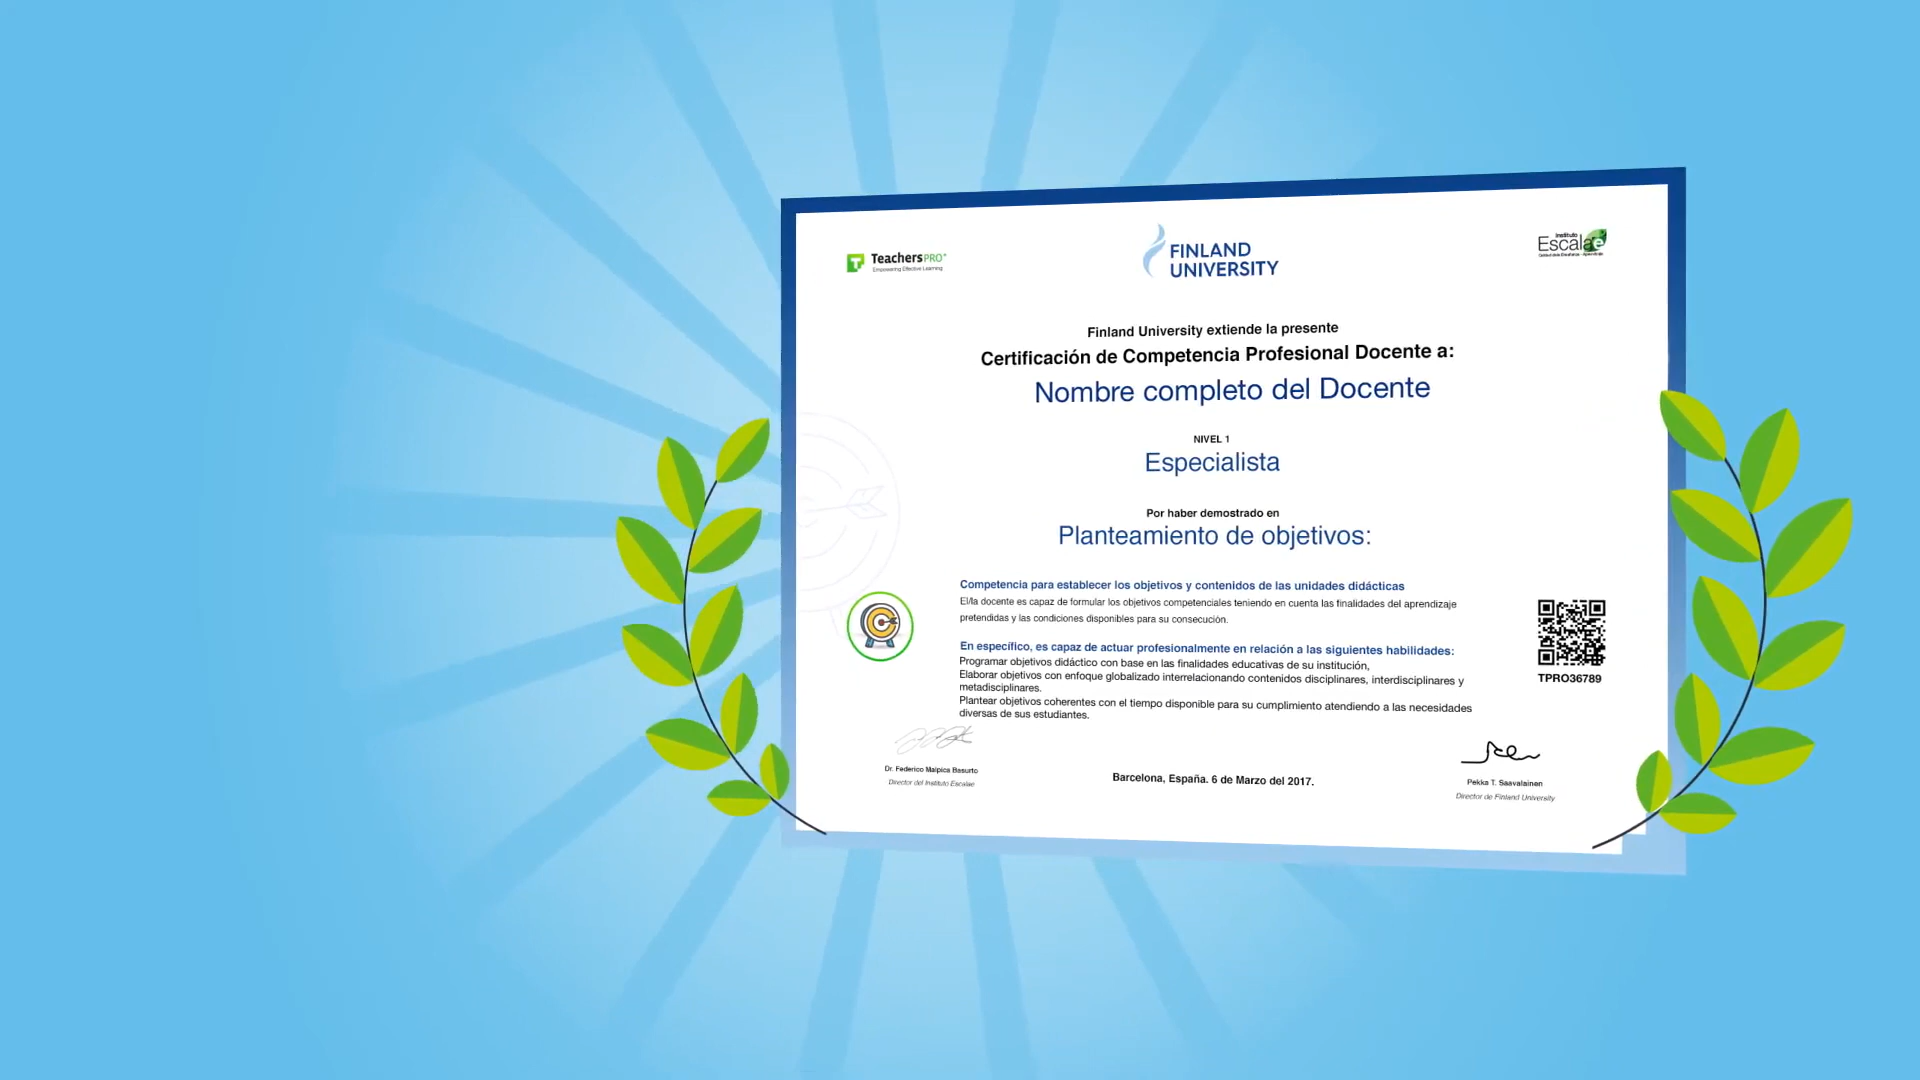 TeachersPRO
Empowering Effective Learning
FINLAND
UNIVERSITY
Instituto
Escalae
Calidad de la Enseñanza - Aprendizaje
Finland University extiende la presente
Certificación de Competencia Profesional Docente a:
Nombre completo del Docente
NIVEL 1
Especialista
Por haber demostrado en
Planteamiento de objetivos:
Competencia para establecer los objetivos y contenidos de las unidades didácticas
El/la docente es capaz de formular los objetivos competenciales teniendo en cuenta las finalidades del aprendizaje
pretendidas y las condiciones disponibles para su consecución.
En específico, es capaz de actuar profesionalmente en relación a las siguientes habilidades:
Programar objetivos didáctico con base en las finalidades educativas de su institución,
Elaborar objetivos con enfoque globalizado interrelacionando contenidos disciplinares, interdisciplinares y
metadisciplinares.
Plantear objetivos coherentes con el tiempo disponible para su cumplimiento atendiendo a las necesidades
diversas de sus estudiantes.
TPRO36789
Dr. Federico Malpica Basurto
Director del Instituto Escalae
Barcelona, España. 6 de Marzo del 2017.
Pekka T. Saavalainen
Director de Finland University